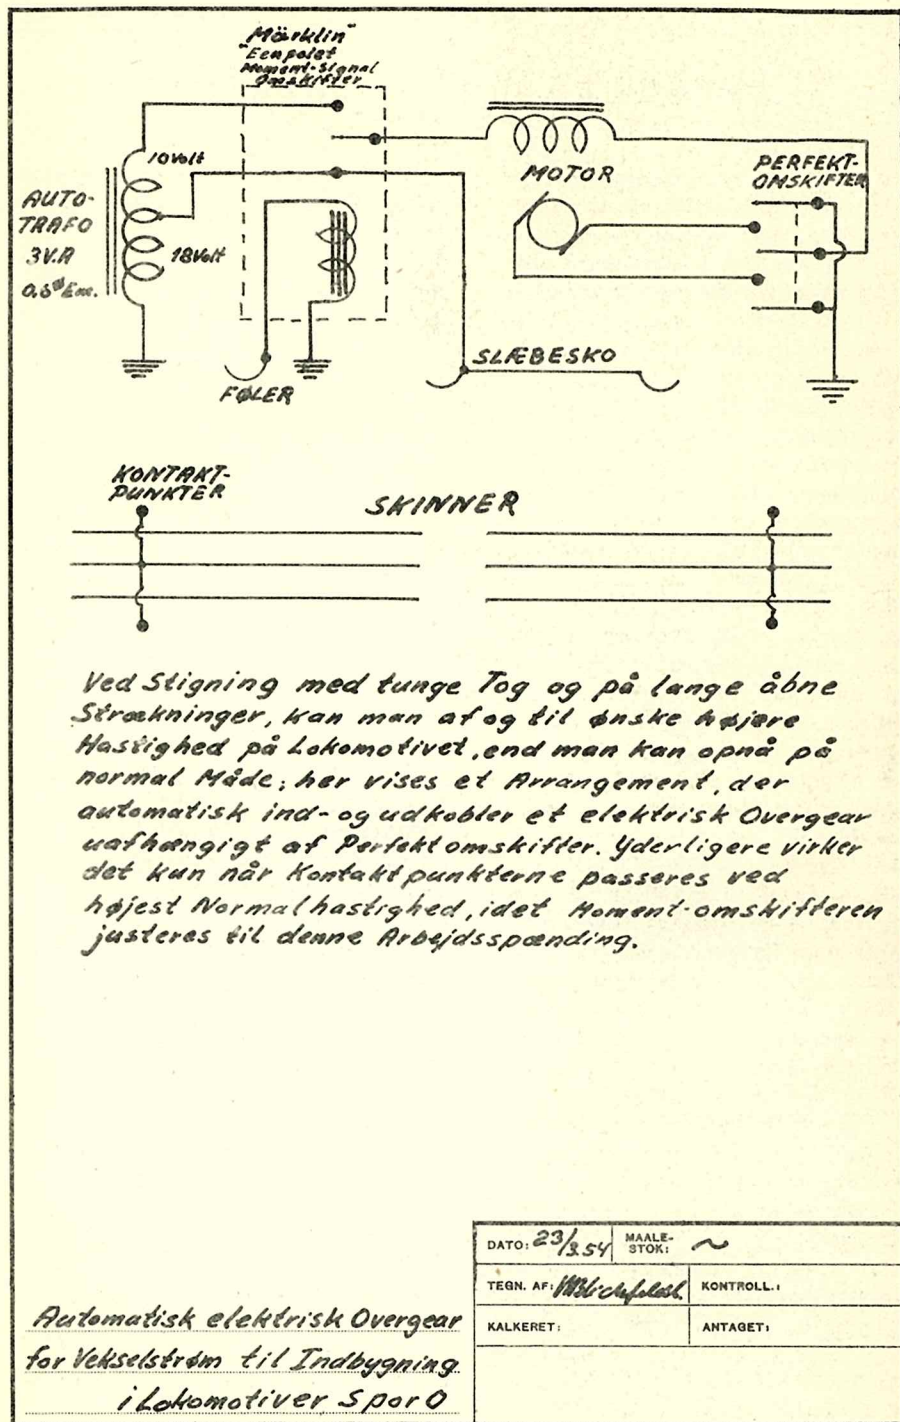 "Märklin"
"Eenpolet
Moment-Signal
Omskifter
10Volt
AUTO-
TRAFO
3V.A
0,6ø Em.
18Volt
MOTOR
PERFEKT-
OMSKIFTER
SLÆBESKO
FØLER
KONTAKT-
PUNKTER
SKINNER
Ved Stigning med tunge Tog og på lange åbne
Strækninger, kan man af og til ønske højere
Hastighed på Lokomotivet, end man kan opnå på
normal Måde; her vises et Arrangement, der
automatisk ind- og udkobler et elektrisk Overgear
uafhængigt af Perfektomskifter. Yderligere virker
det kun når Kontaktpunkterne passeres ved
højest Normalhastighed, idet Moment-omskifteren
justeres til denne Arbejdsspænding.
DATO: 23/3.54 MAALE-
STOK: ~
TEGN. AF: KONTROLL.:
KALKERET: ANTAGET:
Automatisk elektrisk Overgear
for Vekselstrøm til Indbygning
i Lokomotiver Spor 0